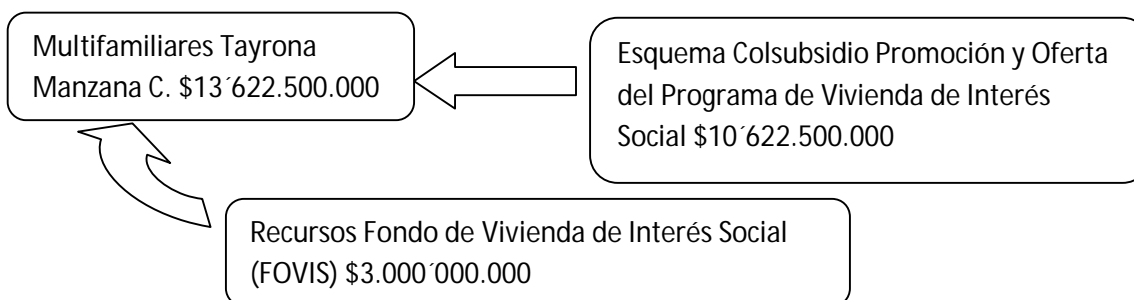 Multifamiliares Tayrona
Manzana C. $13´622.500.000
Esquema Colsubsidio Promoción y Oferta
del Programa de Vivienda de Interés
Social $10´622.500.000
Recursos Fondo de Vivienda de Interés Social
(FOVIS) $3.000´000.000